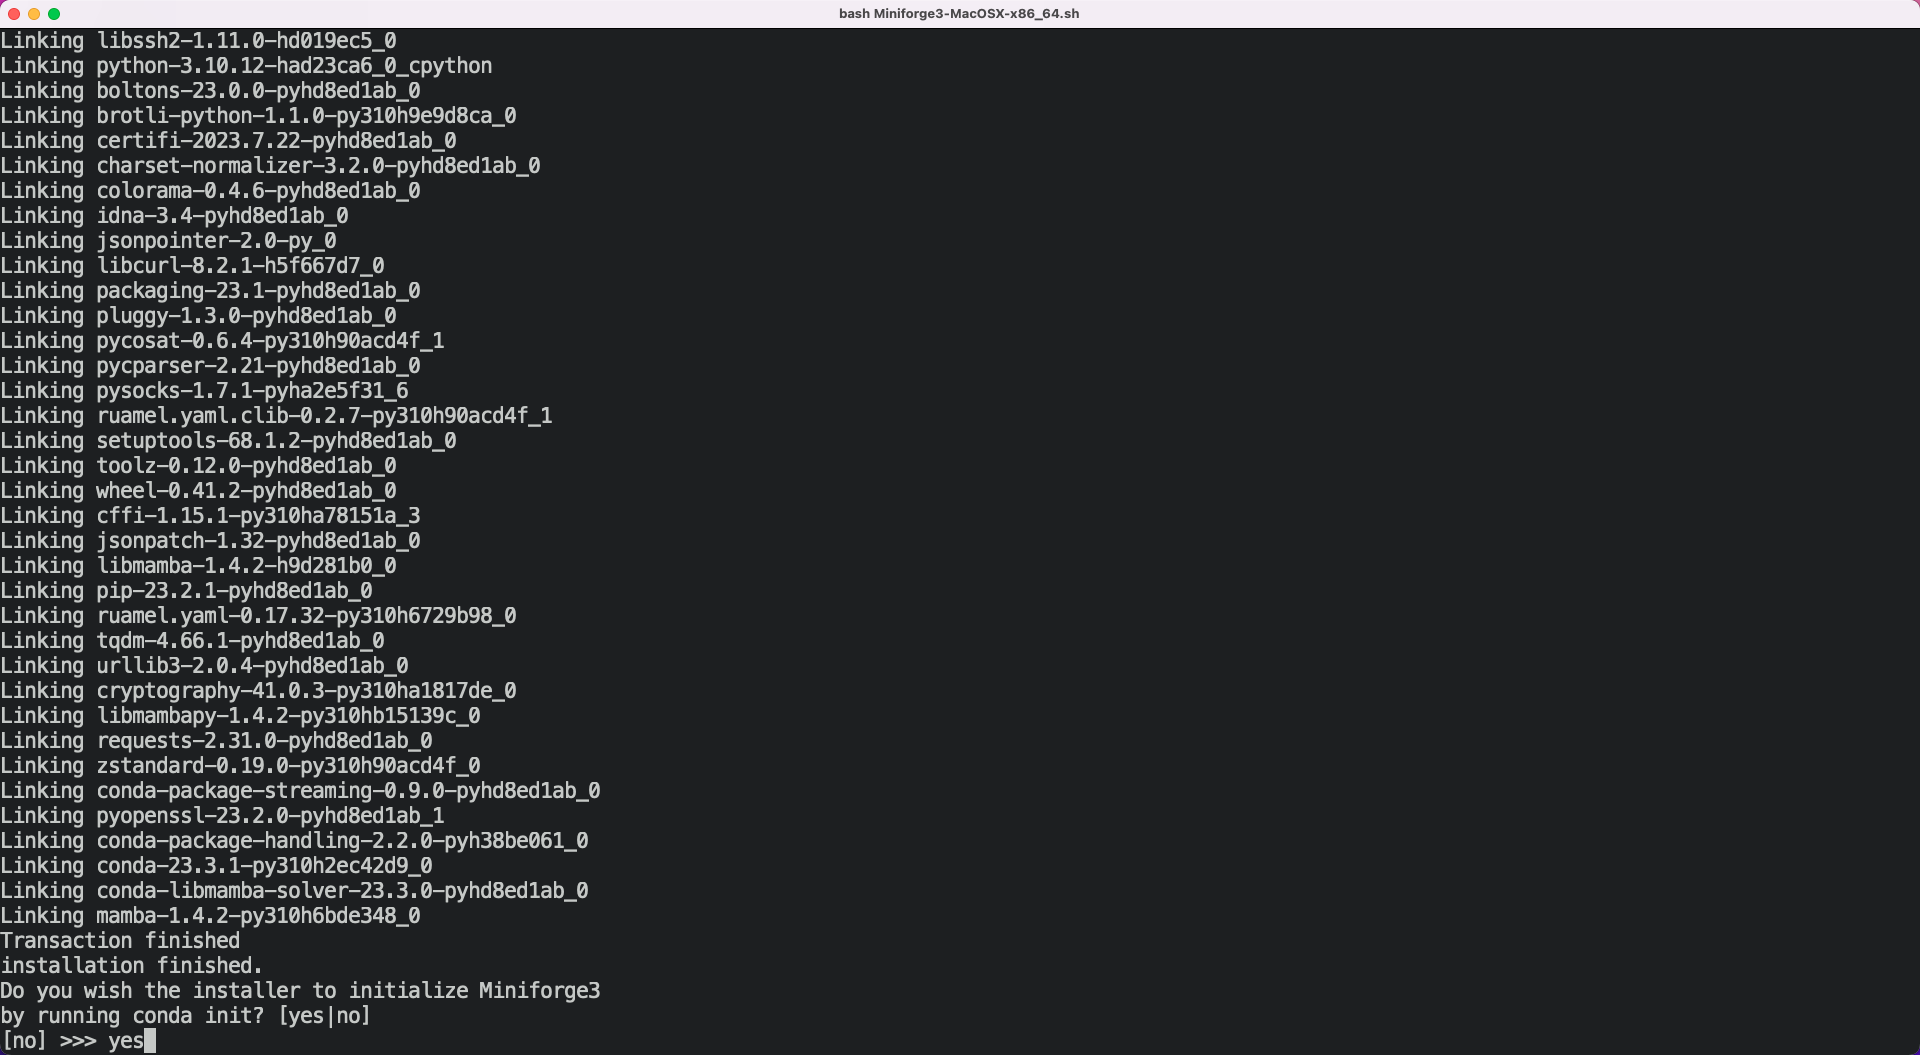 bash Miniforge3-MacOSX-x86_64.sh
Linking libssh2-1.11.0-hd019ec5_0
Linking python-3.10.12-had23ca6_0_cpython
Linking boltons-23.0.0-pyhd8ed1ab_0
Linking brotli-python-1.1.0-py310h9e9d8ca_0
Linking certifi-2023.7.22-pyhd8ed1ab_0
Linking charset-normalizer-3.2.0-pyhd8ed1ab_0
Linking colorama-0.4.6-pyhd8ed1ab_0
Linking idna-3.4-pyhd8ed1ab_0
Linking jsonpointer-2.0-py_0
Linking libcurl-8.2.1-h5f667d7_0
Linking packaging-23.1-pyhd8ed1ab_0
Linking pluggy-1.3.0-pyhd8ed1ab_0
Linking pycosat-0.6.4-py310h90acd4f_1
Linking pycparser-2.21-pyhd8ed1ab_0
Linking pysocks-1.7.1-pyha2e5f31_6
Linking ruamel.yaml.clib-0.2.7-py310h90acd4f_1
Linking setuptools-68.1.2-pyhd8ed1ab_0
Linking toolz-0.12.0-pyhd8ed1ab_0
Linking wheel-0.41.2-pyhd8ed1ab_0
Linking cffi-1.15.1-py310ha78151a_3
Linking jsonpatch-1.32-pyhd8ed1ab_0
Linking libmamba-1.4.2-h9d281b0_0
Linking pip-23.2.1-pyhd8ed1ab_0
Linking ruamel.yaml-0.17.32-py310h6729b98_0
Linking tqdm-4.66.1-pyhd8ed1ab_0
Linking urllib3-2.0.4-pyhd8ed1ab_0
Linking cryptography-41.0.3-py310ha1817de_0
Linking libmambapy-1.4.2-py310hb15139c_0
Linking requests-2.31.0-pyhd8ed1ab_0
Linking zstandard-0.19.0-py310h90acd4f_0
Linking conda-package-streaming-0.9.0-pyhd8ed1ab_0
Linking pyopenssl-23.2.0-pyhd8ed1ab_1
Linking conda-package-handling-2.2.0-pyh38be061_0
Linking conda-23.3.1-py310h2ec42d9_0
Linking conda-libmamba-solver-23.3.0-pyhd8ed1ab_0
Linking mamba-1.4.2-py310h6bde348_0
Transaction finished
installation finished.
Do you wish the installer to initialize Miniforge3
by running conda init? [yes|no]
[no] >>> yes